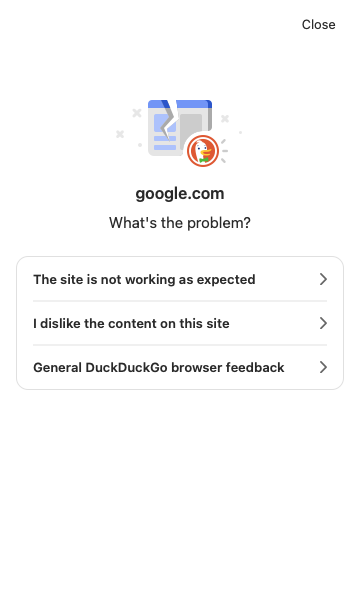 Close
google.com
What's the problem?
The site is not working as expected
I dislike the content on this site
General DuckDuckGo browser feedback